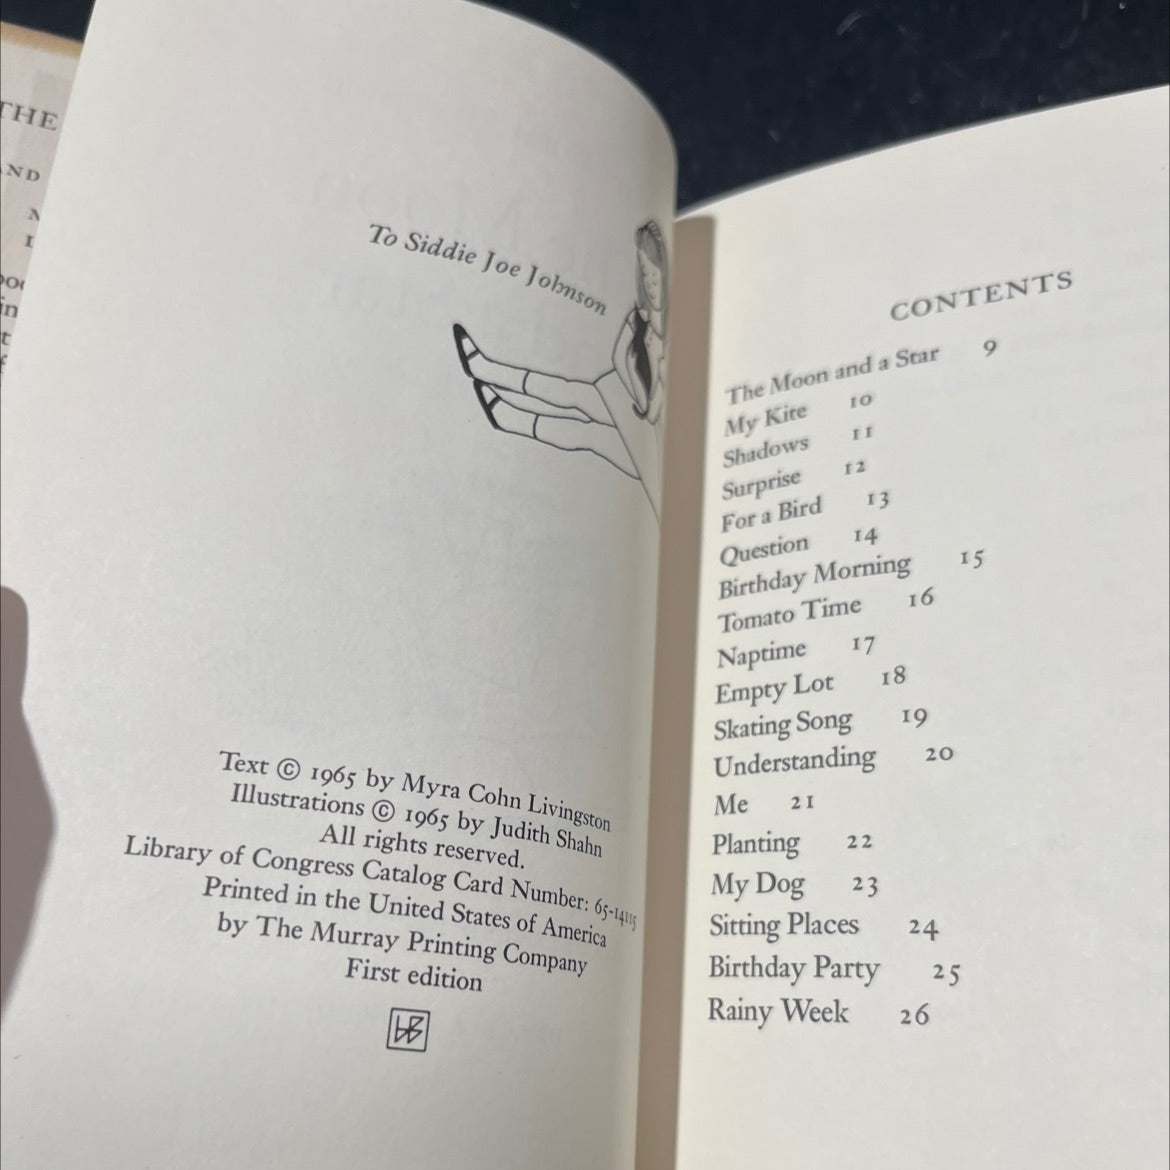 THE
AND
To Siddie Joe Johnson
Text © 1965 by Myra Cohn Livingston
Illustrations © 1965 by Judith Shahn
All rights reserved.
Library of Congress Catalog Card Number: 65-14115
Printed in the United States of America
by The Murray Printing Company
First edition
HB
CONTENTS
The Moon and a Star 9
My Kite 10
Shadows 11
Surprise 12
For a Bird 13
Question 14
Birthday Morning 15
Tomato Time 16
Naptime 17
Empty Lot 18
Skating Song 19
Understanding 20
Me 21
Planting 22
My Dog 23
Sitting Places 24
Birthday Party 25
Rainy Week 26